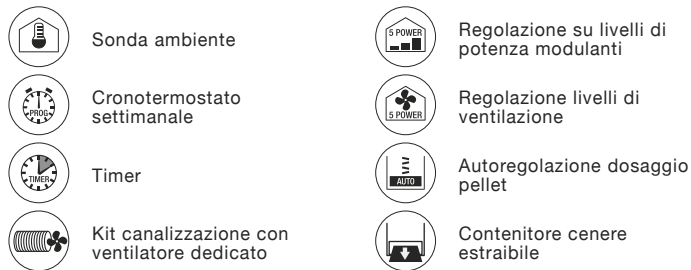 Sonda ambiente
PROG.
Cronotermostato
settimanale
TIMER
Timer
Kit canalizzazione con
ventilatore dedicato
5 POWER
Regolazione su livelli di
potenza modulanti
5 POWER
Regolazione livelli di
ventilazione
AUTO
Autoregolazione dosaggio
pellet
Contenitore cenere
estraibile